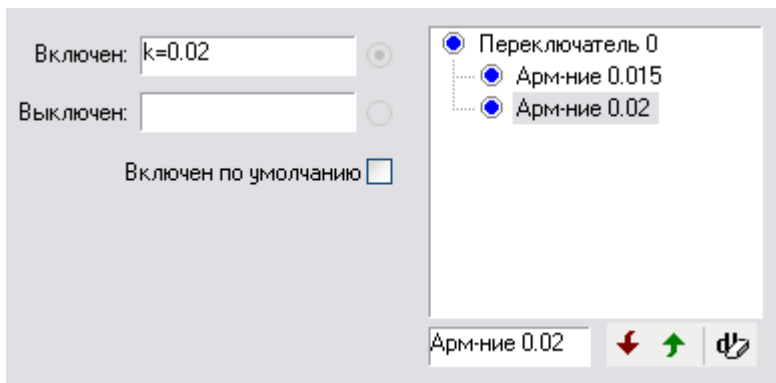 Включен: k=0.02
Выключен:
Включен по умолчанию
Переключатель 0
Арм-ние 0.015
Арм-ние 0.02
Арм-ние 0.02